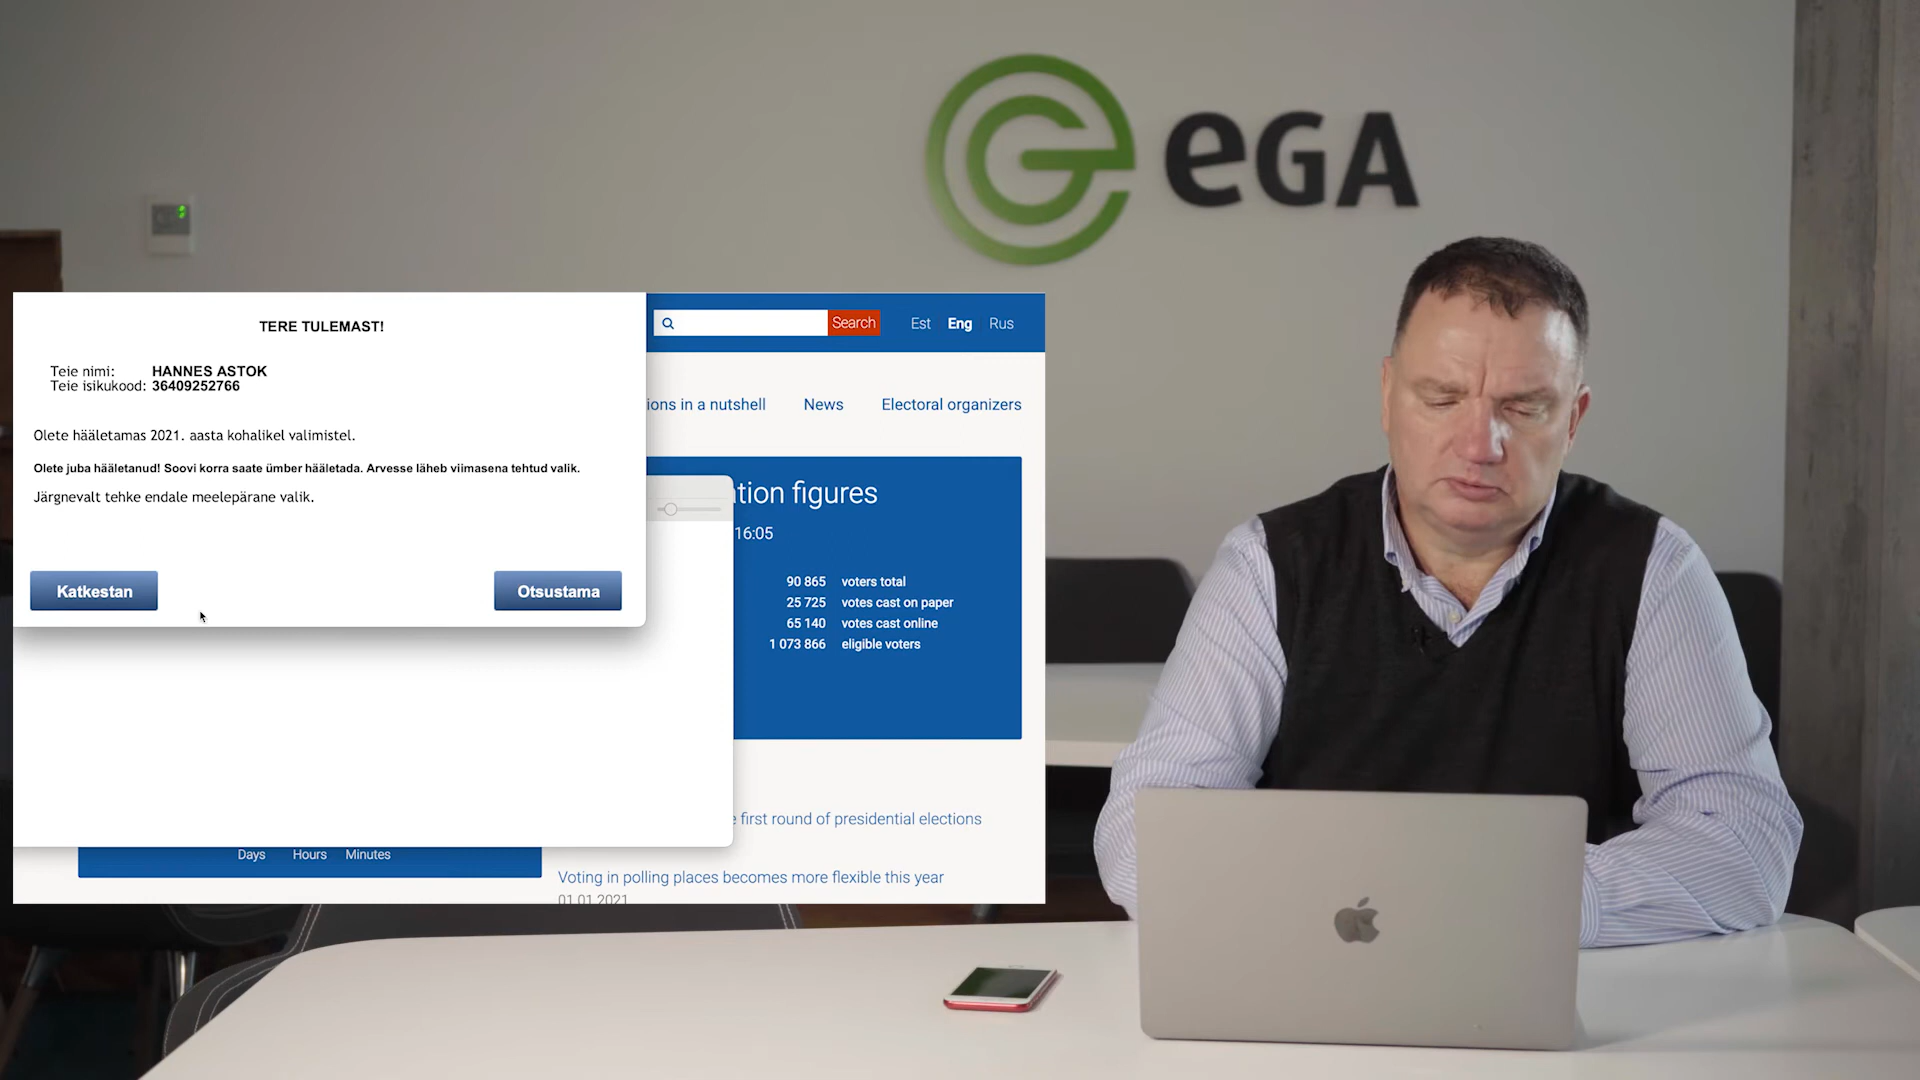 eGA
TERE TULEMAST!
Teie nimi: HANNES ASTOK
Teie isikukood: 36409252766
Olete hääletamas 2021. aasta kohalikel valimistel.
Olete juba hääletanud! Soovi korra saate ümber hääletada. Arvesse läheb viimasena tehtud valik.
Järgnevalt tehke endale meelepärane valik.
Katkestan
Otsustama
Search
Est Eng Rus
ions in a nutshell
News
Electoral organizers
tion figures
16:05
90 865 voters total
25 725 votes cast on paper
65 140 votes cast online
1 073 866 eligible voters
e first round of presidential elections
Days Hours Minutes
Voting in polling places becomes more flexible this year
01.01.2021